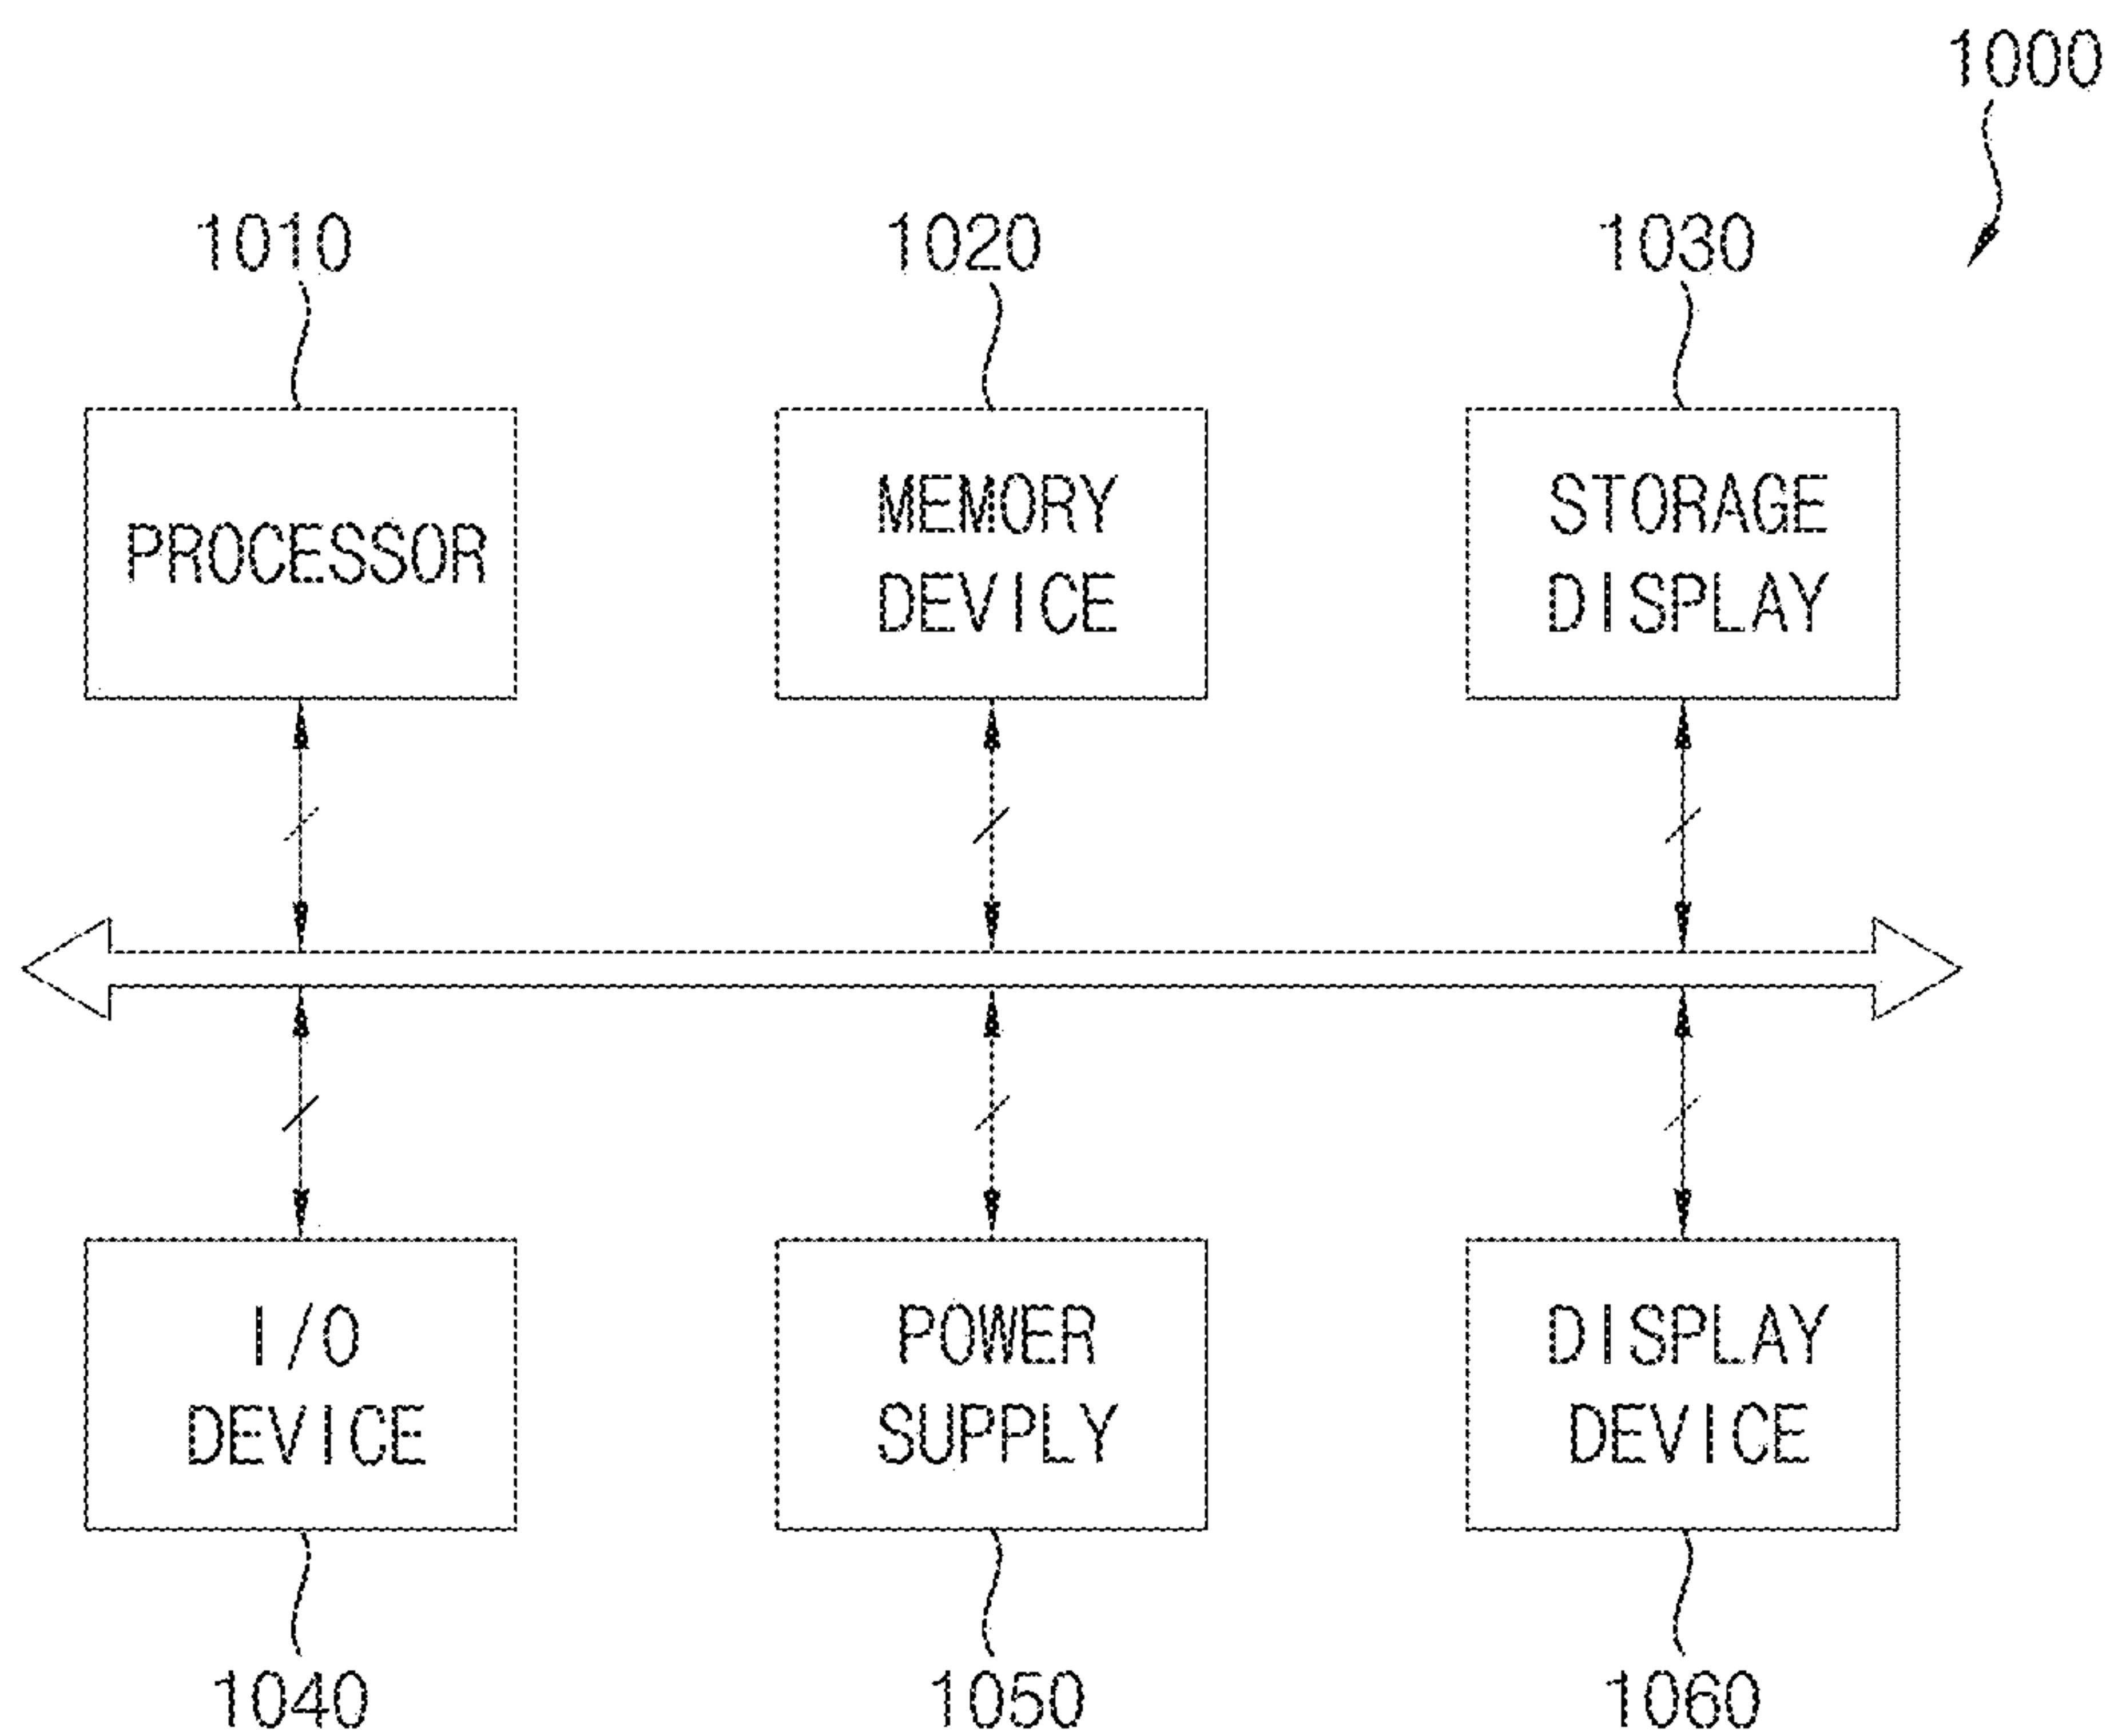 1000
1010
1020
1030
PROCESSOR
MEMORY
DEVICE
STORAGE
DISPLAY
I/O
DEVICE
POWER
SUPPLY
DISPLAY
DEVICE
1040
1050
1060